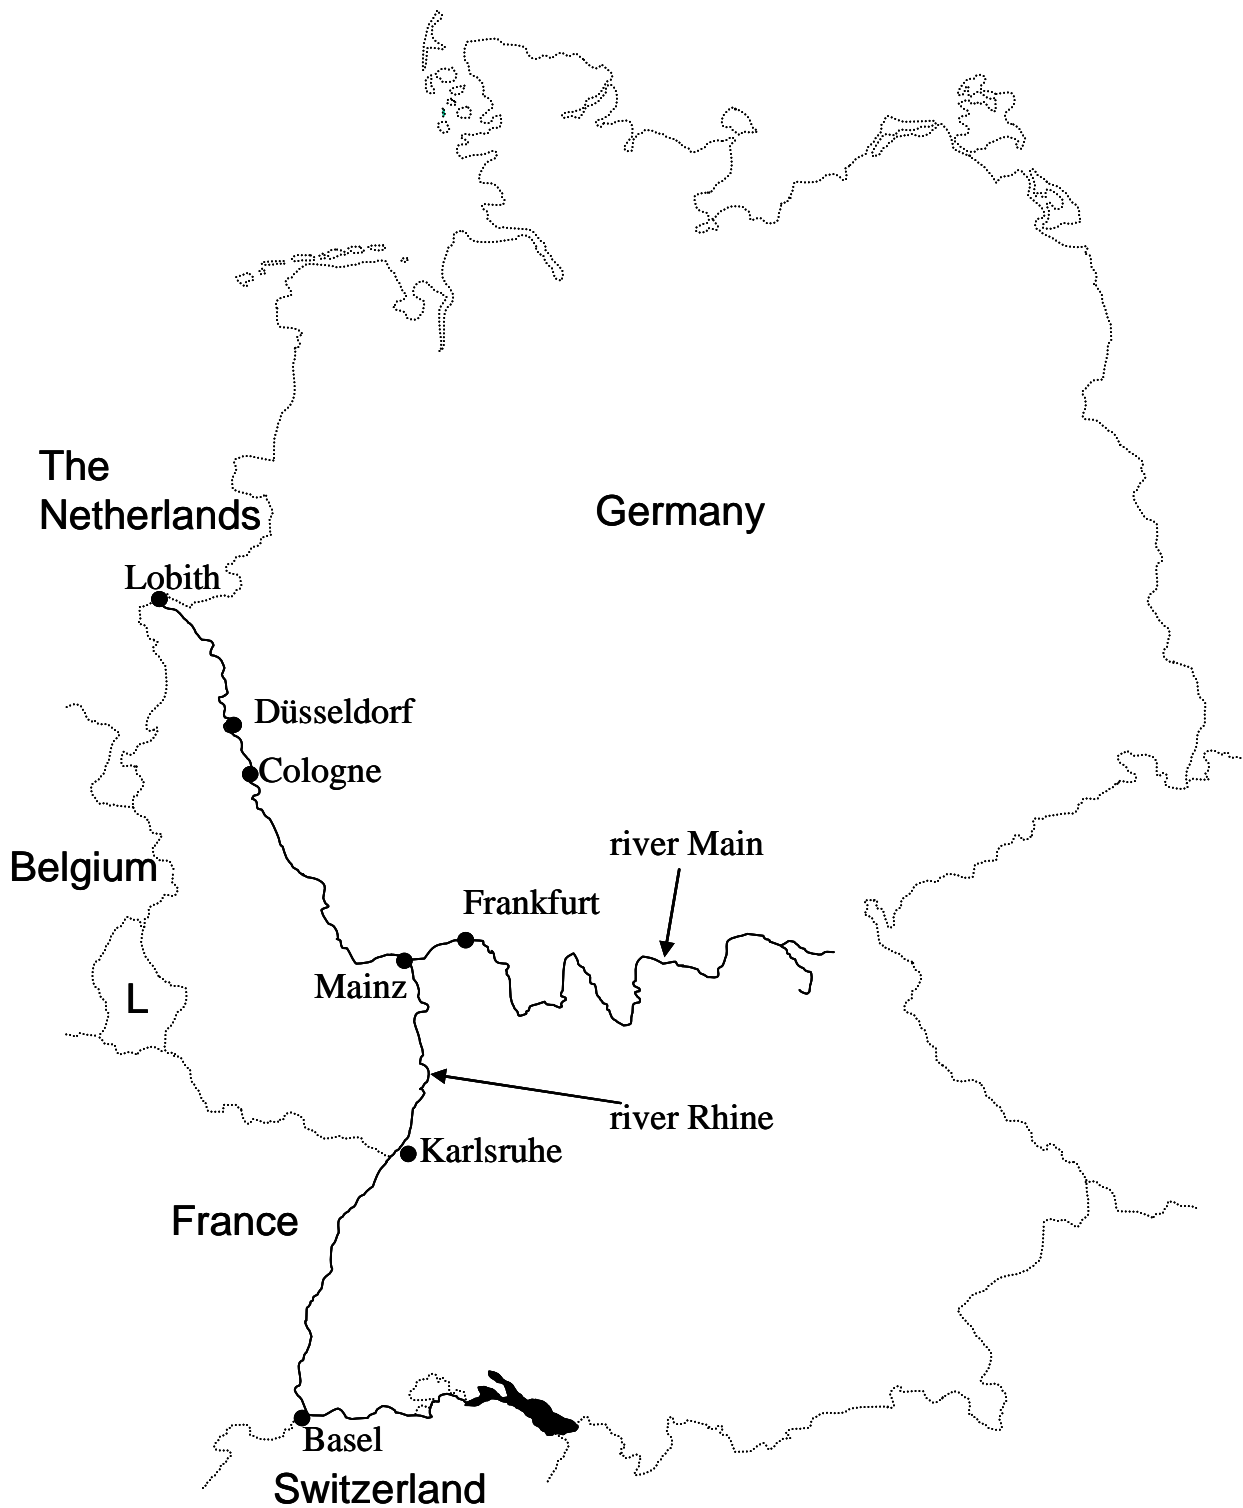 The
Netherlands
Germany
Lobith
Düsseldorf
Cologne
river Main
Belgium
Frankfurt
Mainz
L
river Rhine
Karlsruhe
France
Basel
Switzerland